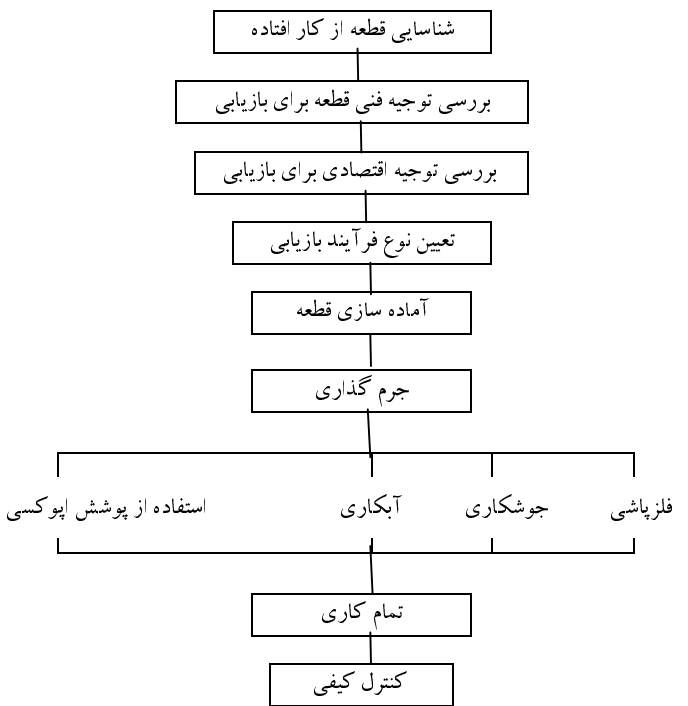 شناسایی قطعه از کار افتاده
بررسی توجیه فنی قطعه برای بازیابی
بررسی توجیه اقتصادی برای بازیابی
تعیین نوع فرآیند بازیابی
آماده سازی قطعه
جرم گذاری
فلزپاشی
جوشکاری
آبکاری
استفاده از پوشش اپوکسی
تمام کاری
کنترل کیفی